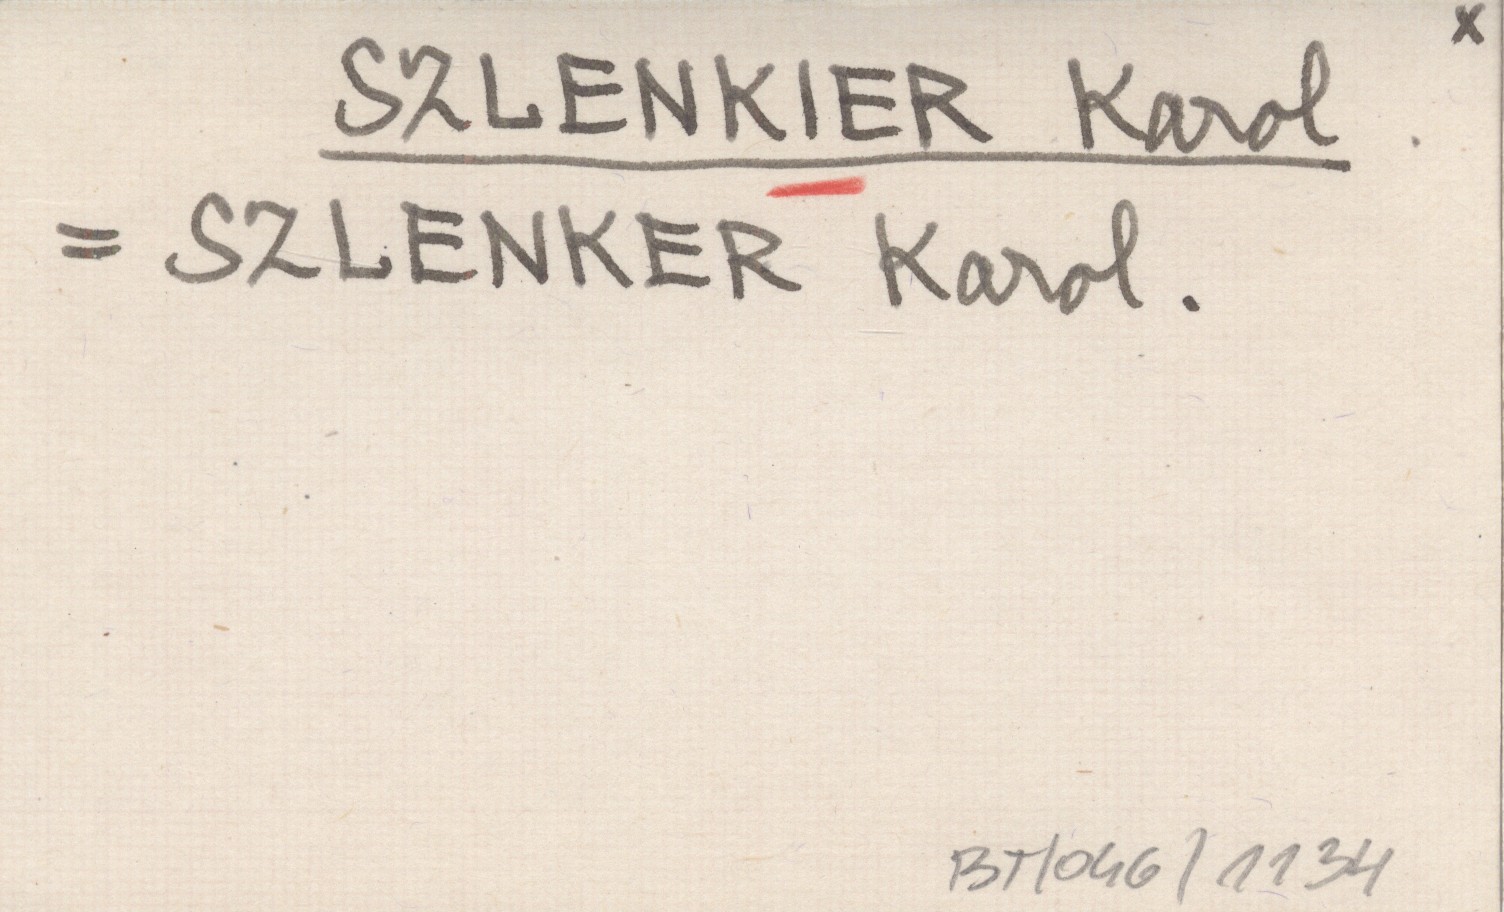 x
SZLENKIER Karol
= SZLENKER Karol.
BT/046/1134